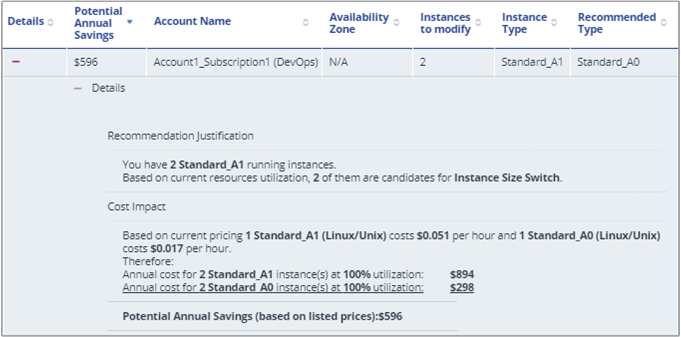 Details Potential Annual Savings Account Name Availability Zone Instances to modify Instance Type Recommended Type
– $596 Account1_Subscription1 (DevOps) N/A 2 Standard_A1 Standard_A0
– Details
Recommendation Justification
You have 2 Standard_A1 running instances.
Based on current resources utilization, 2 of them are candidates for Instance Size Switch.
Cost Impact
Based on current pricing 1 Standard_A1 (Linux/Unix) costs $0.051 per hour and 1 Standard_A0 (Linux/Unix)
costs $0.017 per hour.
Therefore:
Annual cost for 2 Standard_A1 instance(s) at 100% utilization: $894
Annual cost for 2 Standard_A0 instance(s) at 100% utilization: $298
Potential Annual Savings (based on listed prices):$596